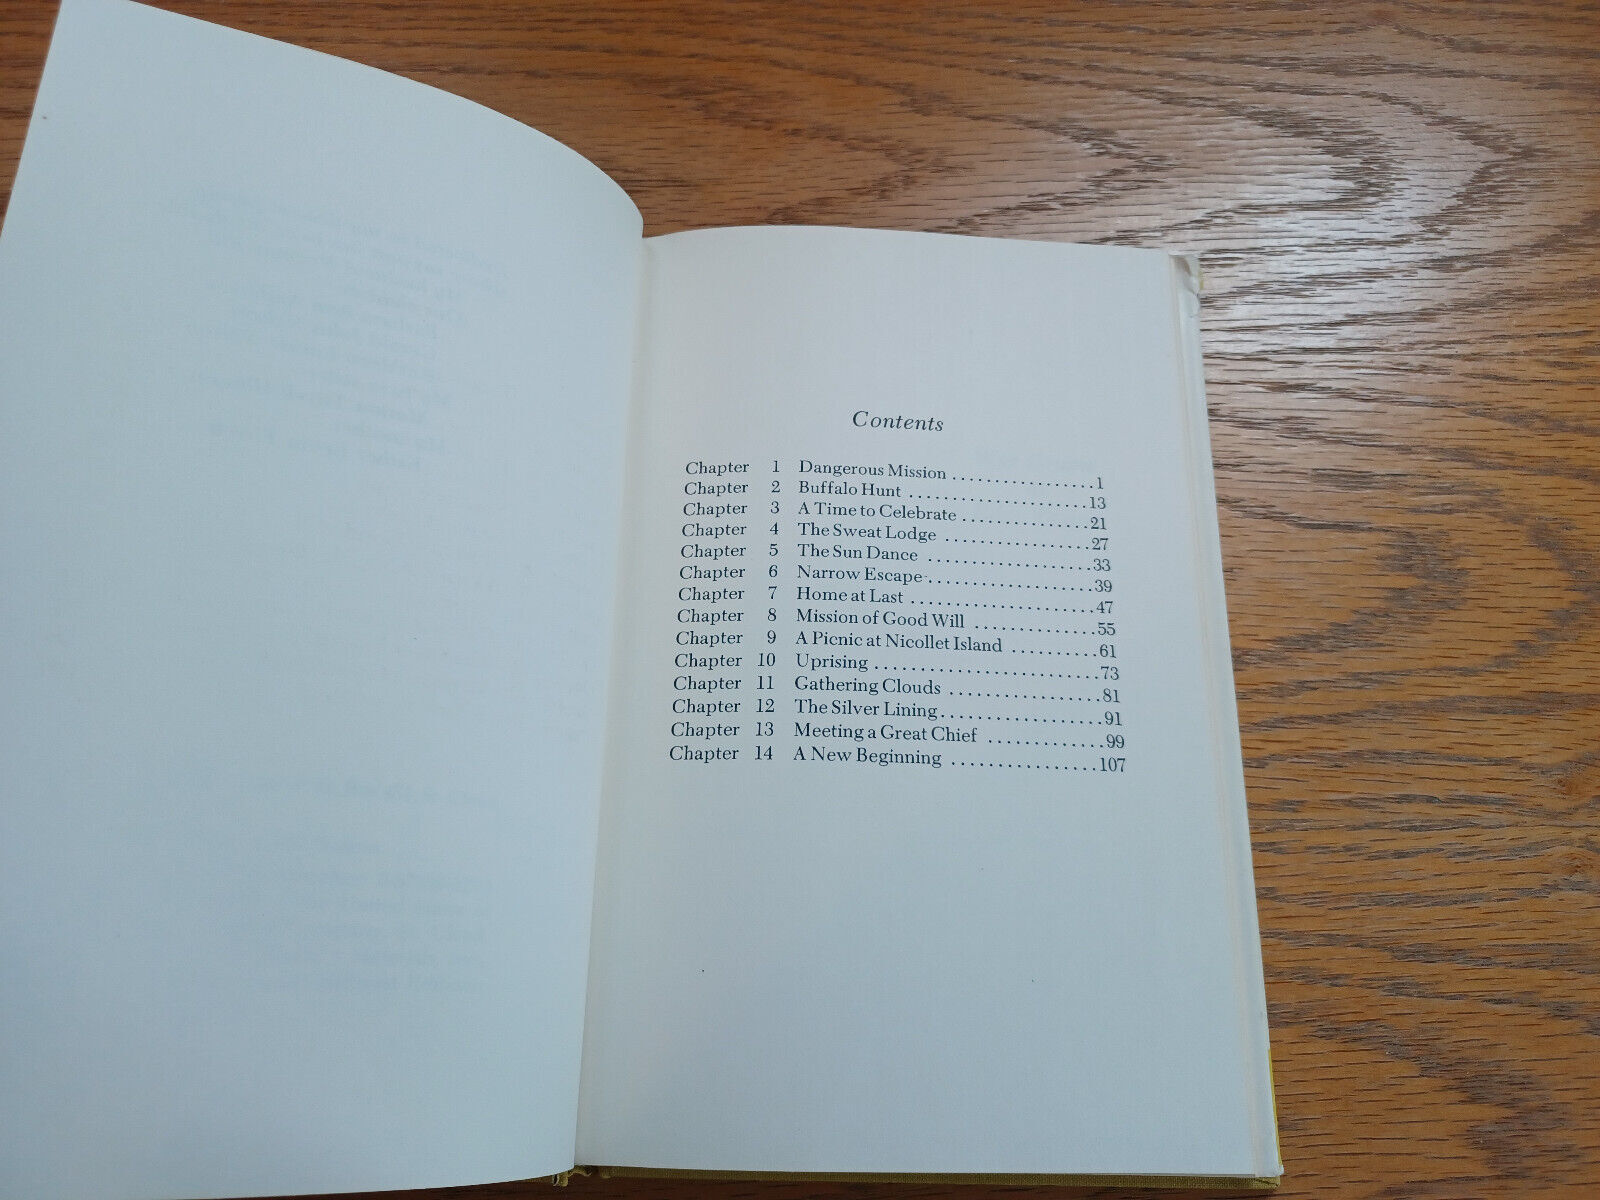 Contents
Chapter 1 Dangerous Mission ................. 1
Chapter 2 Buffalo Hunt ..................... 13
Chapter 3 A Time to Celebrate ............... 21
Chapter 4 The Sweat Lodge ................. 27
Chapter 5 The Sun Dance ................... 33
Chapter 6 Narrow Escape ................... 39
Chapter 7 Home at Last ..................... 47
Chapter 8 Mission of Good Will .............. 55
Chapter 9 A Picnic at Nicollet Island .......... 61
Chapter 10 Uprising ......................... 73
Chapter 11 Gathering Clouds ................. 81
Chapter 12 The Silver Lining .................. 91
Chapter 13 Meeting a Great Chief ............. 99
Chapter 14 A New Beginning ................ 107